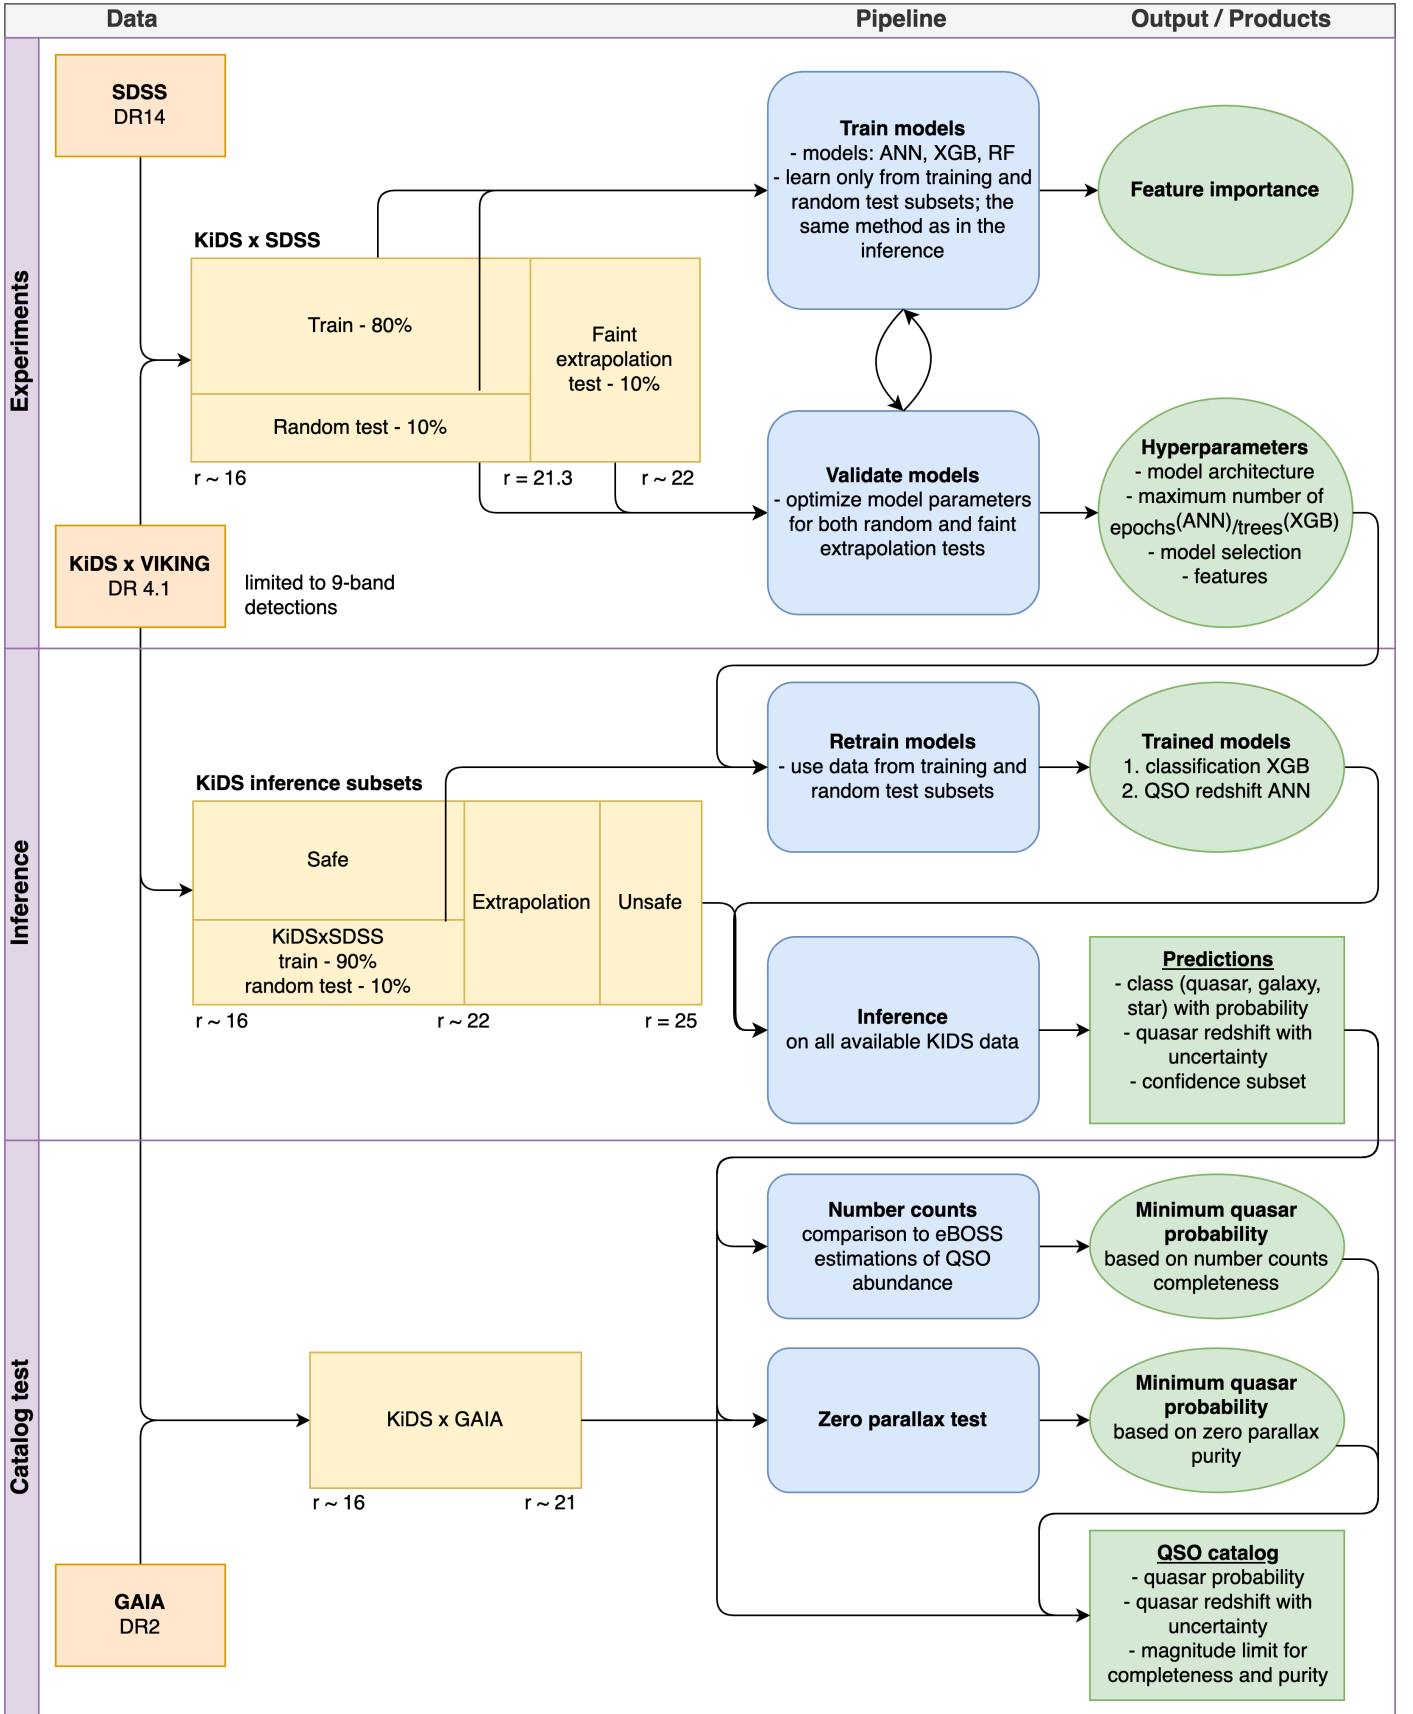 Data
Pipeline
Output / Products
Experiments
SDSS
DR14
KiDS x SDSS
Train - 80%
Random test - 10%
Faint
extrapolation
test - 10%
r ~ 16
r = 21.3
r ~ 22
KiDS x VIKING
DR 4.1
limited to 9-band
detections
Train models
- models: ANN, XGB, RF
- learn only from training and
random test subsets; the
same method as in the
inference
Feature importance
Validate models
- optimize model parameters
for both random and faint
extrapolation tests
Hyperparameters
- model architecture
- maximum number of
epochs(ANN)/trees(XGB)
- model selection
- features
Inference
KiDS inference subsets
Safe
KiDSxSDSS
train - 90%
random test - 10%
Extrapolation
Unsafe
r ~ 16
r ~ 22
r = 25
Retrain models
- use data from training and
random test subsets
Trained models
1. classification XGB
2. QSO redshift ANN
Inference
on all available KIDS data
Predictions
- class (quasar, galaxy,
star) with probability
- quasar redshift with
uncertainty
- confidence subset
Catalog test
Number counts
comparison to eBOSS
estimations of QSO
abundance
Minimum quasar
probability
based on number counts
completeness
KiDS x GAIA
r ~ 16
r ~ 21
Zero parallax test
Minimum quasar
probability
based on zero parallax
purity
GAIA
DR2
QSO catalog
- quasar probability
- quasar redshift with
uncertainty
- magnitude limit for
completeness and purity